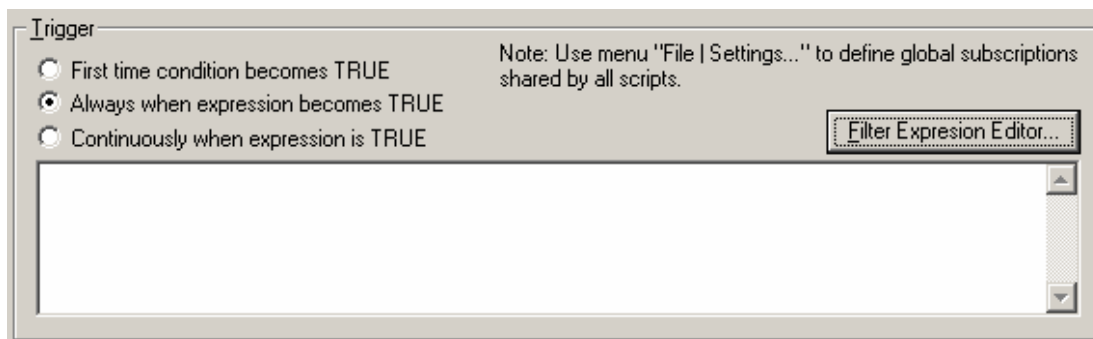 Trigger
First time condition becomes TRUE
Always when expression becomes TRUE
Continuously when expression is TRUE
Note: Use menu "File | Settings..." to define global subscriptions
shared by all scripts.
Filter Expresion Editor...